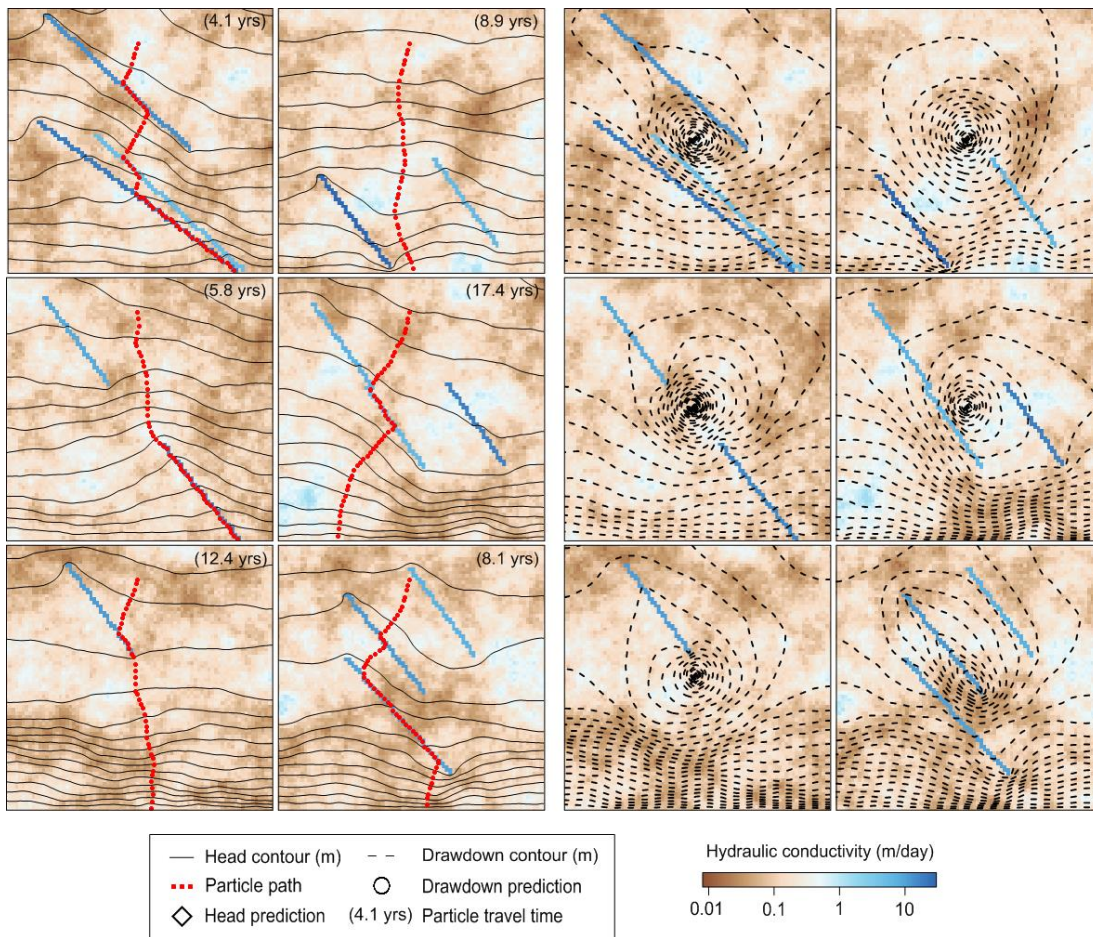 (4.1 yrs)
(8.9 yrs)
(5.8 yrs)
(17.4 yrs)
(12.4 yrs)
(8.1 yrs)
Head contour (m)
Drawdown contour (m)
Particle path
Drawdown prediction
Head prediction
(4.1 yrs) Particle travel time
Hydraulic conductivity (m/day)
0.01 0.1 1 10